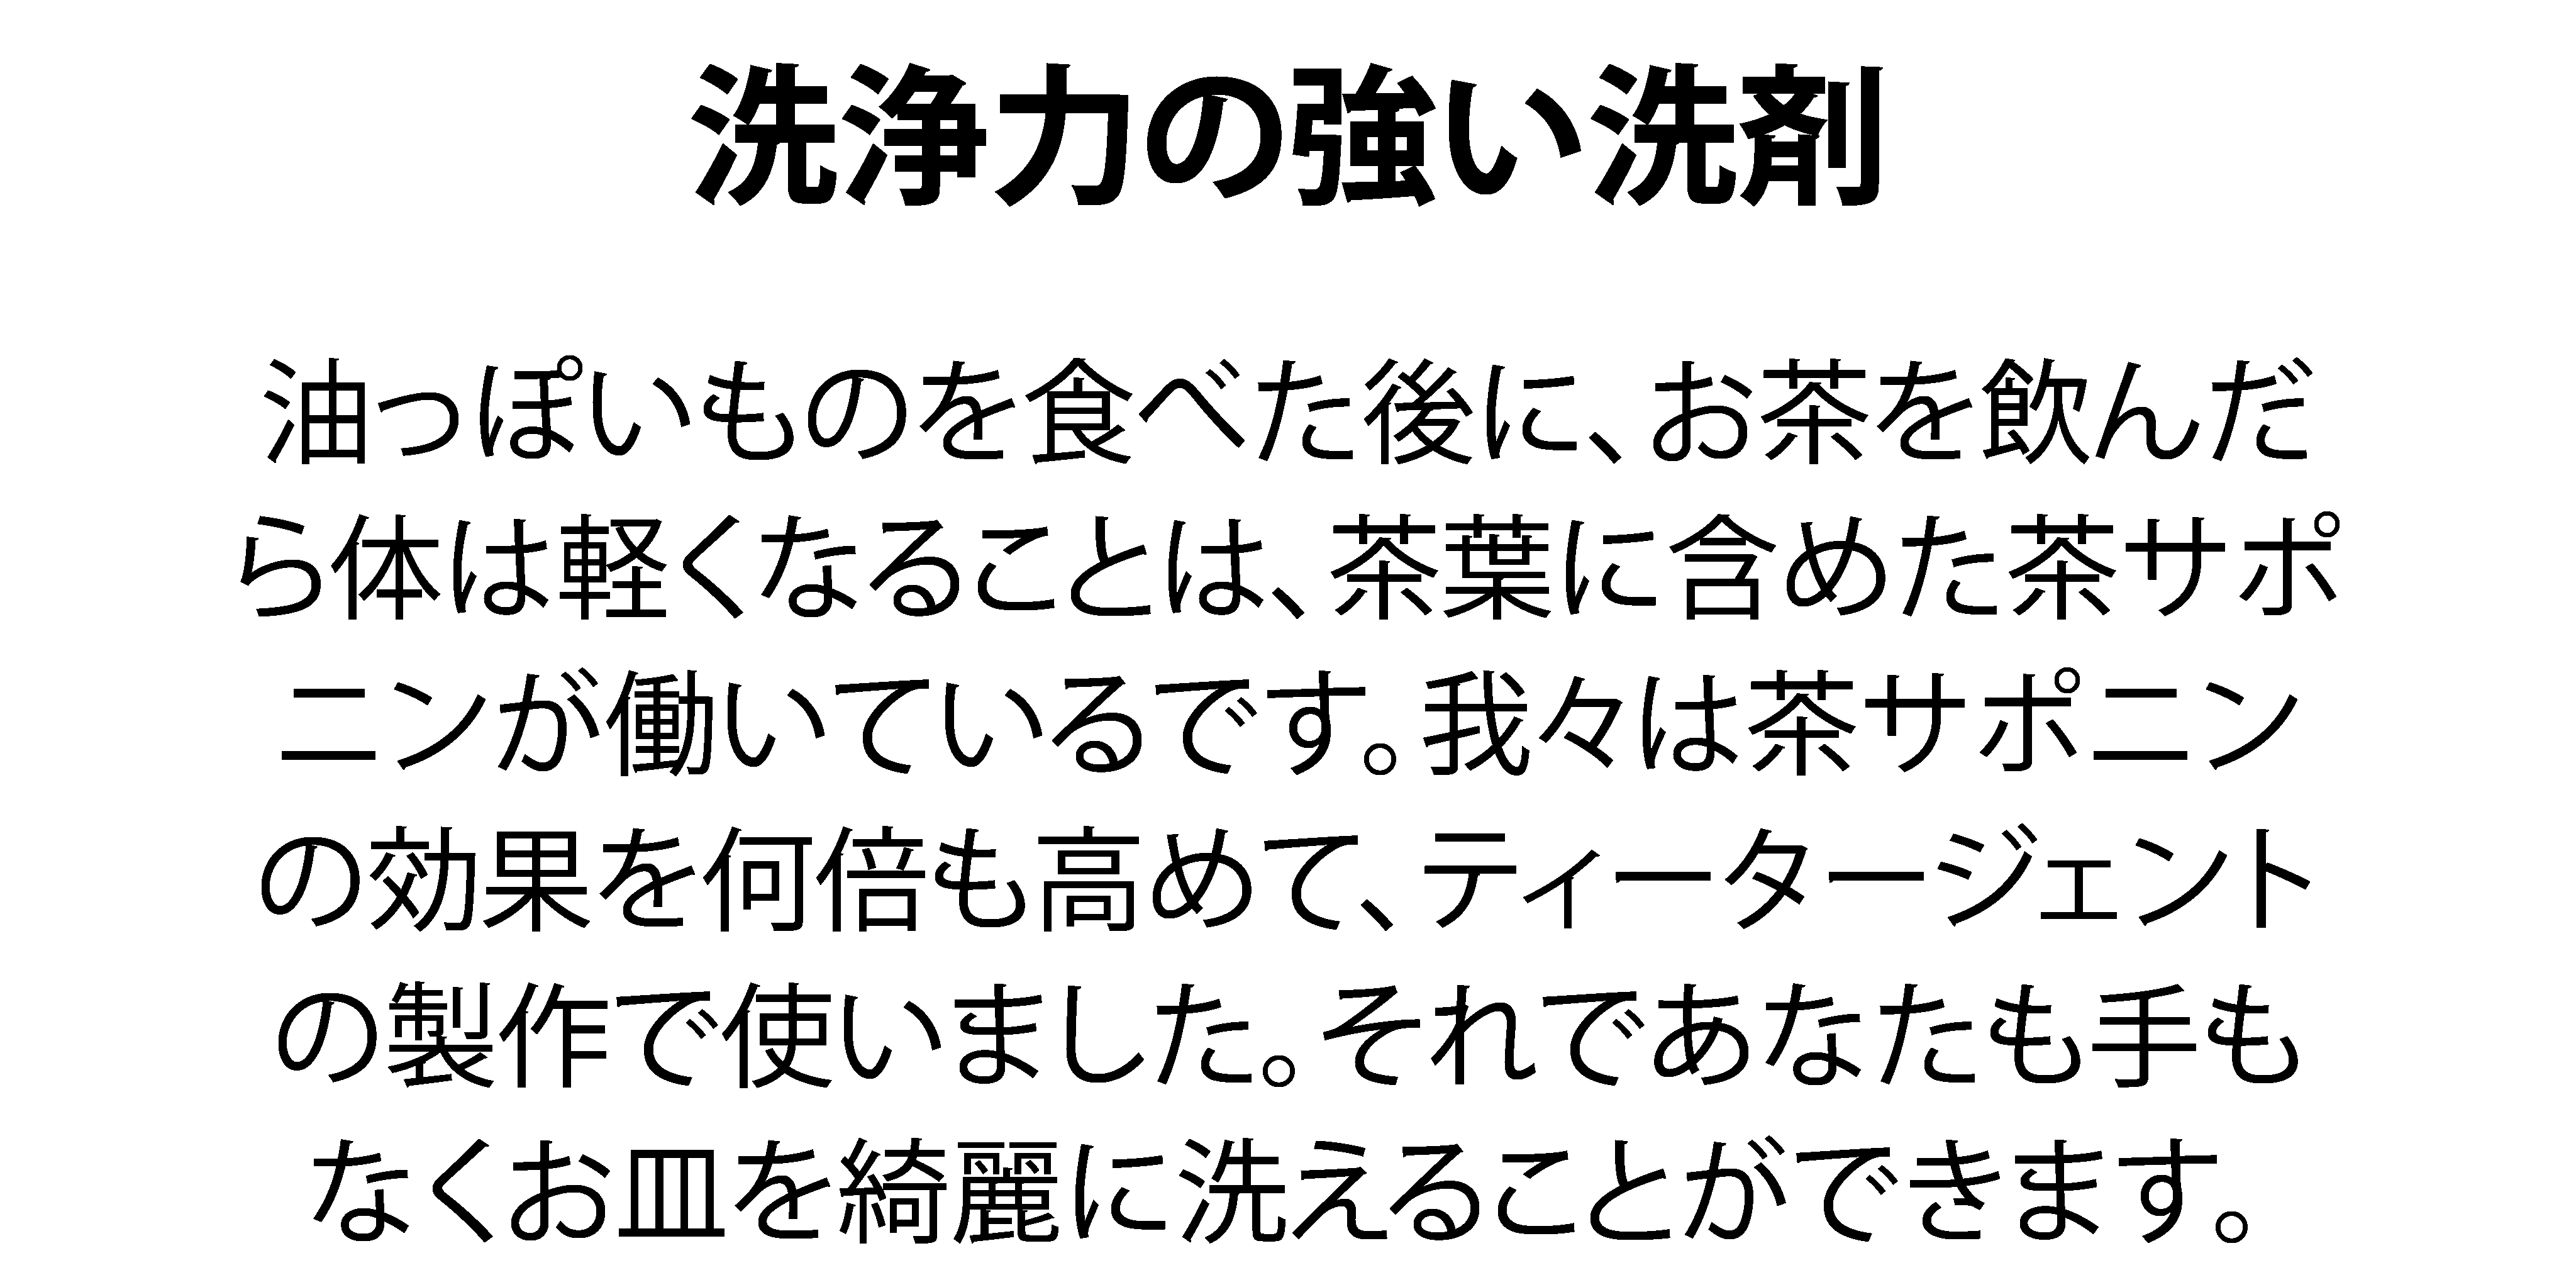 洗浄力の強い洗剤
油っぽいものを食べた後に、お茶を飲んだ
ら体は軽くなることは、茶葉に含めた茶サポ
ニンが働いているです。我々は茶サポニン
の効果を何倍も高めて、ティータージェント
の製作で使いました。それであなたも手も
なくお皿を綺麗に洗えることができます。